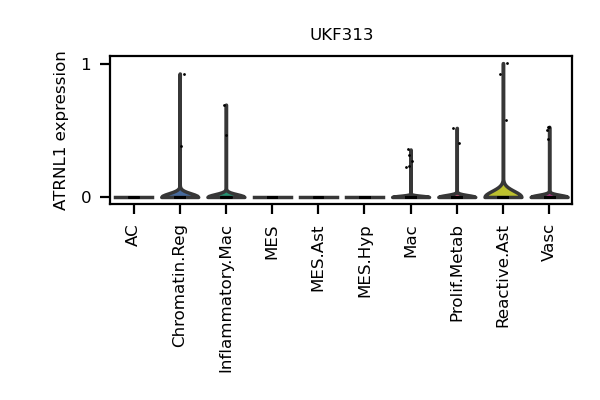 UKF313
ATRNL1 expression
1
0
AC
Chromatin.Reg
Inflammatory.Mac
MES
MES.Ast
MES.Hyp
Mac
Prolif.Metab
Reactive.Ast
Vasc